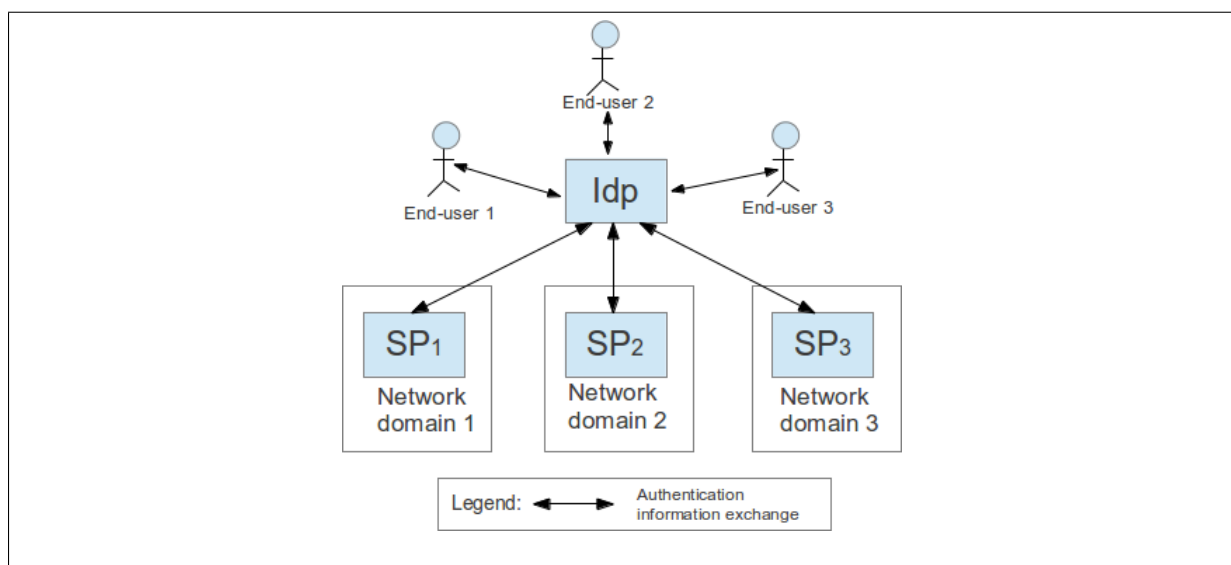 End-user 2
End-user 1
Idp
End-user 3
SP1
Network
domain 1
SP2
Network
domain 2
SP3
Network
domain 3
Legend:
Authentication
information exchange